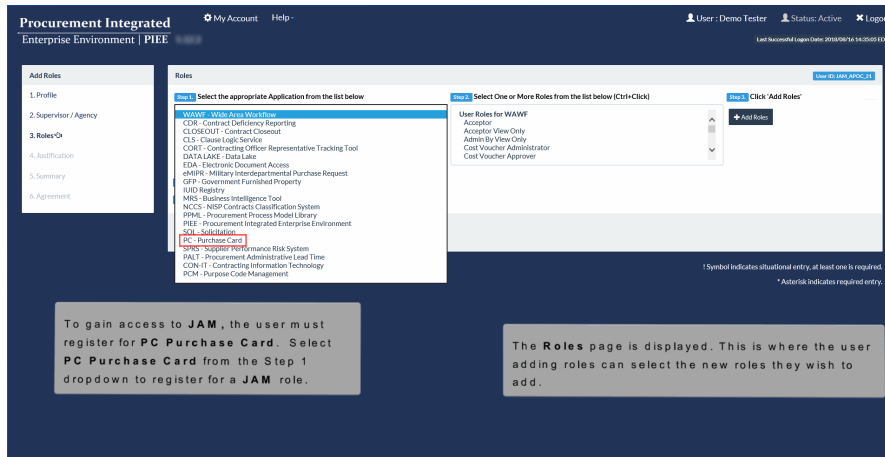 Procurement Integrated
Enterprise Environment | PIEE
My Account Help
User : Demo Tester Status: Active Logo
Last Successful Logon Date: 2018/08/16 14:35:05 ED
Add Roles
1. Profile
2. Supervisor / Agency
3. Roles
4. Justification
5. Summary
6. Agreement
Roles
User ID: JAM_APOC_21
Step 1. Select the appropriate Application from the list below
WAWF - Wide Area Workflow
CDR - Contract Deficiency Reporting
CLOSEOUT - Contract Closeout
CLS - Clause Logic Service
CORT - Contracting Officer Representative Tracking Tool
DATA LAKE - Data Lake
EDA - Electronic Document Access
eMIPR - Military Interdepartmental Purchase Request
GFP - Government Furnished Property
IUID Registry
MRS - Business Intelligence Tool
NCCS - NISP Contracts Classification System
PPML - Procurement Process Model Library
PIEE - Procurement Integrated Enterprise Environment
SOL - Solicitation
PC - Purchase Card
SPRS - Supplier Performance Risk System
PALT - Procurement Administrative Lead Time
CON-IT - Contracting Information Technology
PCM - Purpose Code Management
Step 2. Select One or More Roles from the list below (Ctrl+Click)
User Roles for WAWF
Acceptor
Acceptor View Only
Admin By View Only
Cost Voucher Administrator
Cost Voucher Approver
Step 3. Click 'Add Roles'
+ Add Roles
! Symbol indicates situational entry, at least one is required.
* Asterisk indicates required entry.
To gain access to JAM, the user must
register for PC Purchase Card. Select
PC Purchase Card from the Step 1
dropdown to register for a JAM role.
The Roles page is displayed. This is where the user
adding roles can select the new roles they wish to
add.